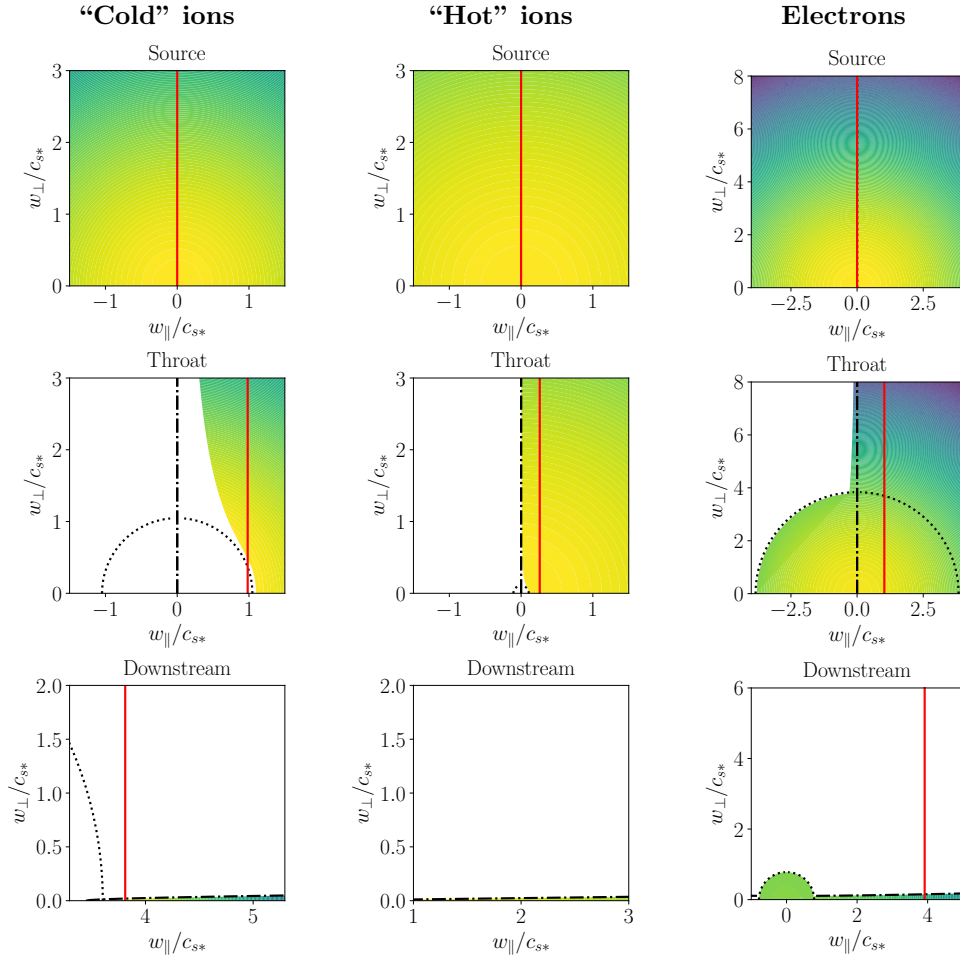 “Cold” ions “Hot” ions Electrons
Source Source Source
3 3 8
2 2 6
1 1 4
0 0 2
0
w⊥/cs* w⊥/cs* w⊥/cs*
−1 0 1 −1 0 1 −2.5 0.0 2.5
w∥/cs* w∥/cs* w∥/cs*
Throat Throat Throat
3 3 8
2 2 6
1 1 4
0 0 2
0
w⊥/cs* w⊥/cs* w⊥/cs*
−1 0 1 −1 0 1 −2.5 0.0 2.5
w∥/cs* w∥/cs* w∥/cs*
Downstream Downstream Downstream
2.0 2.0 6
1.5 1.5 4
1.0 1.0 2
0.5 0.5 0
0.0 0.0
w⊥/cs* w⊥/cs* w⊥/cs*
4 5 1 2 3 0 2 4
w∥/cs* w∥/cs* w∥/cs*